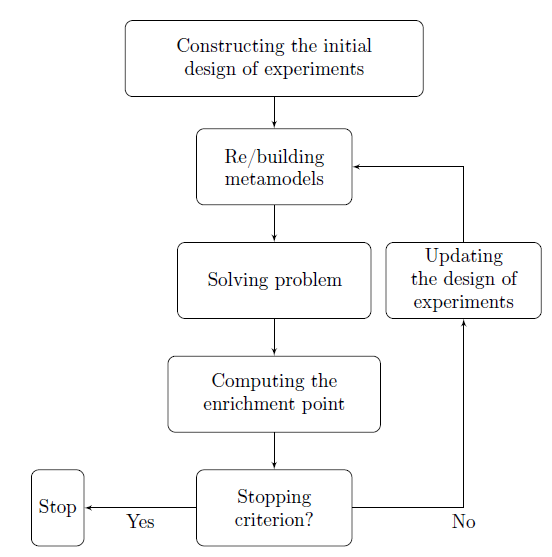 Constructing the initial
design of experiments
Re/building
metamodels
Solving problem
Updating
the design of
experiments
Computing the
enrichment point
Stopping
criterion?
Stop
Yes
No